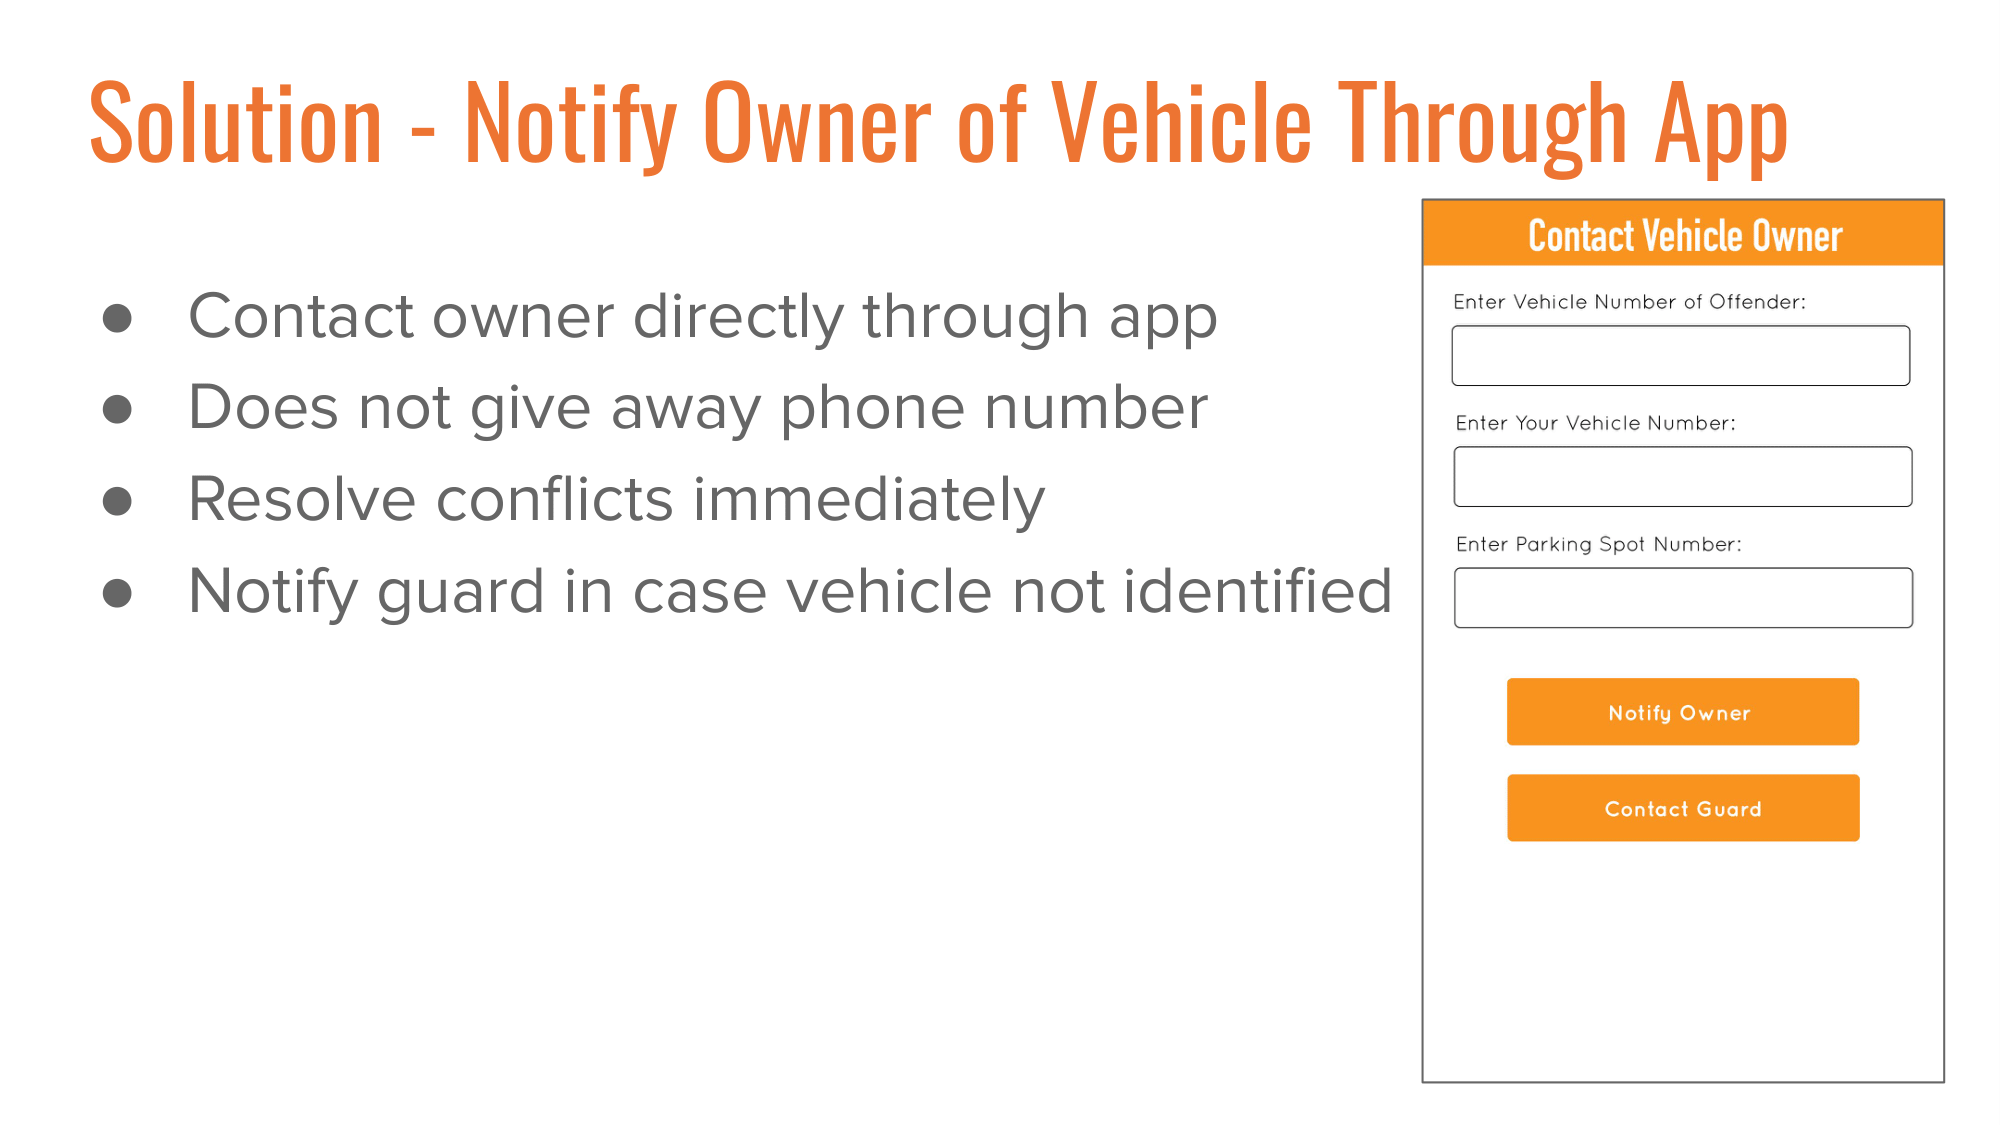 Solution - Notify Owner of Vehicle Through App
● Contact owner directly through app
● Does not give away phone number
● Resolve conflicts immediately
● Notify guard in case vehicle not identified
Contact Vehicle Owner
Enter Vehicle Number of Offender:
Enter Your Vehicle Number:
Enter Parking Spot Number:
Notify Owner
Contact Guard